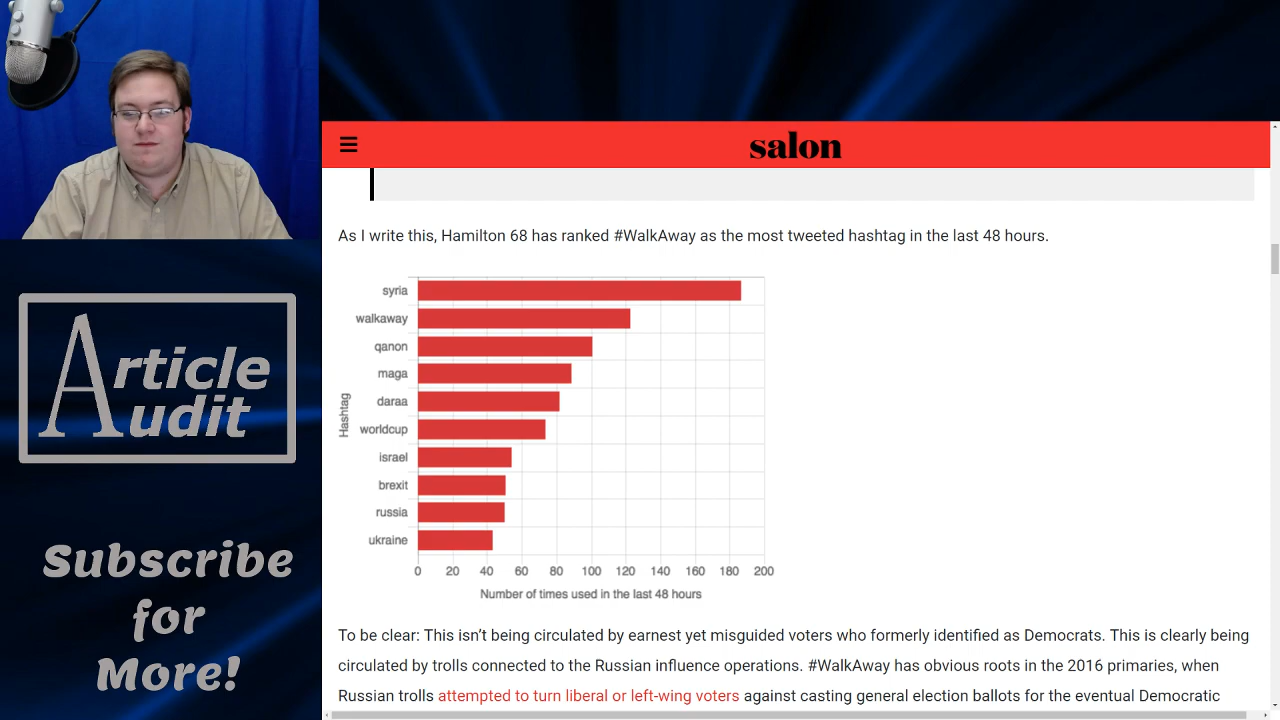 salon
As I write this, Hamilton 68 has ranked #WalkAway as the most tweeted hashtag in the last 48 hours.
Hashtag
syria
walkaway
qanon
maga
daraa
worldcup
israel
brexit
russia
ukraine
0 20 40 60 80 100 120 140 160 180 200
Number of times used in the last 48 hours
To be clear: This isn't being circulated by earnest yet misguided voters who formerly identified as Democrats. This is clearly being
circulated by trolls connected to the Russian influence operations. #WalkAway has obvious roots in the 2016 primaries, when
Russian trolls attempted to turn liberal or left-wing voters against casting general election ballots for the eventual Democratic
Article
Audit
Subscribe
for
More!